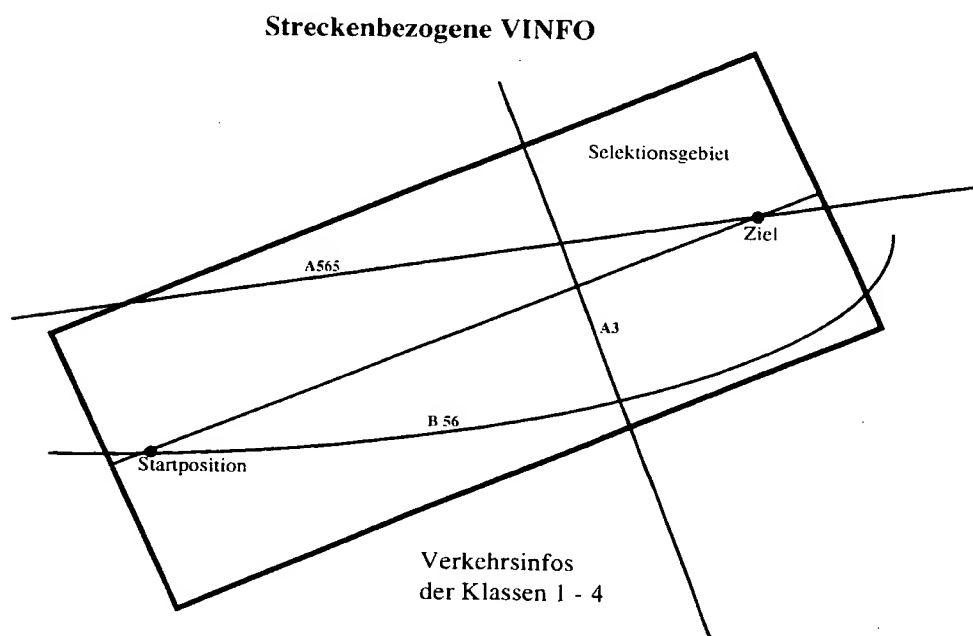 Streckenbezogene VINFO
Selektionsgebiet
Ziel
A565
A3
B 56
Startposition
Verkehrsinfos
der Klassen 1 - 4